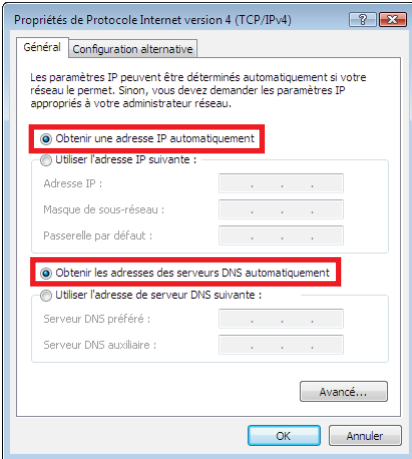 Propriétés de Protocole Internet version 4 (TCP/IPv4)
Général
Configuration alternative
Les paramètres IP peuvent être déterminés automatiquement si votre
réseau le permet. Sinon, vous devez demander les paramètres IP
appropriés à votre administrateur réseau.
Obtenir une adresse IP automatiquement
Utiliser l'adresse IP suivante :
Adresse IP :
Masque de sous-réseau :
Passerelle par défaut :
Obtenir les adresses des serveurs DNS automatiquement
Utiliser l'adresse de serveur DNS suivante :
Serveur DNS préféré :
Serveur DNS auxiliaire :
Avancé...
OK
Annuler